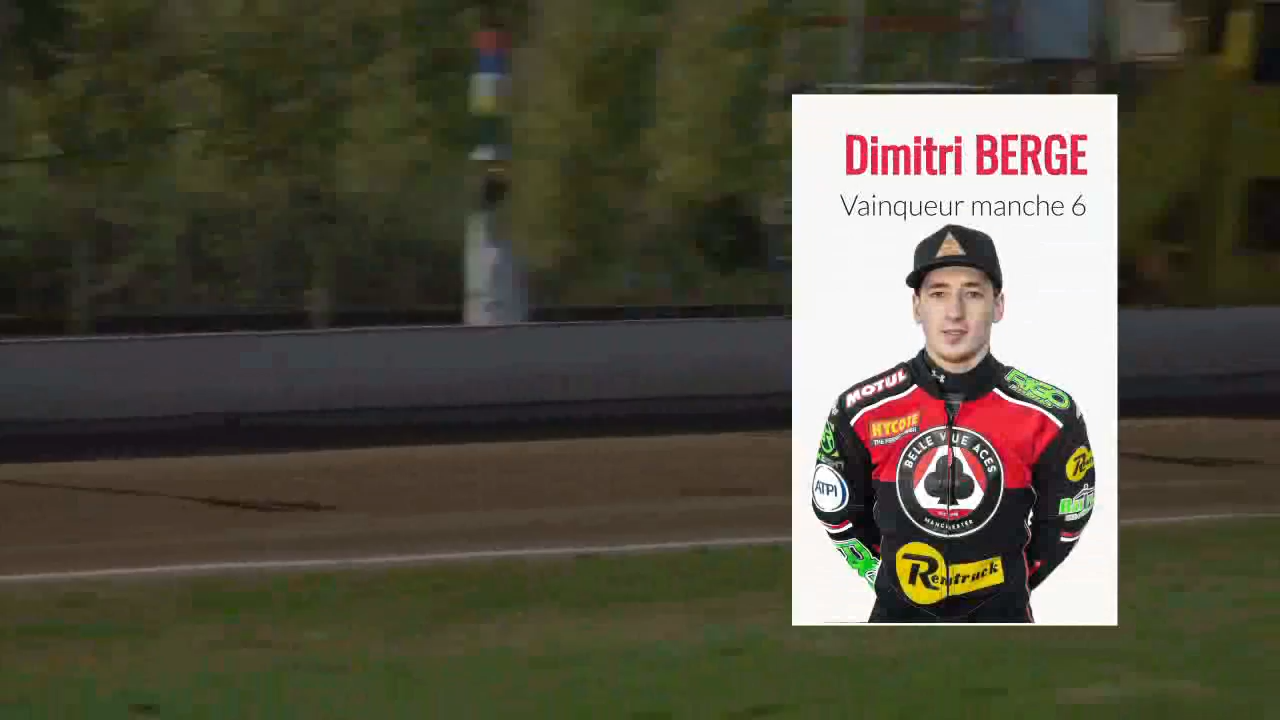 Dimitri BERGE
Vainqueur manche 6
MOTUL
HYCOTE
BELLE VUE ACES
ATPI
MANCHESTER
Rentruck